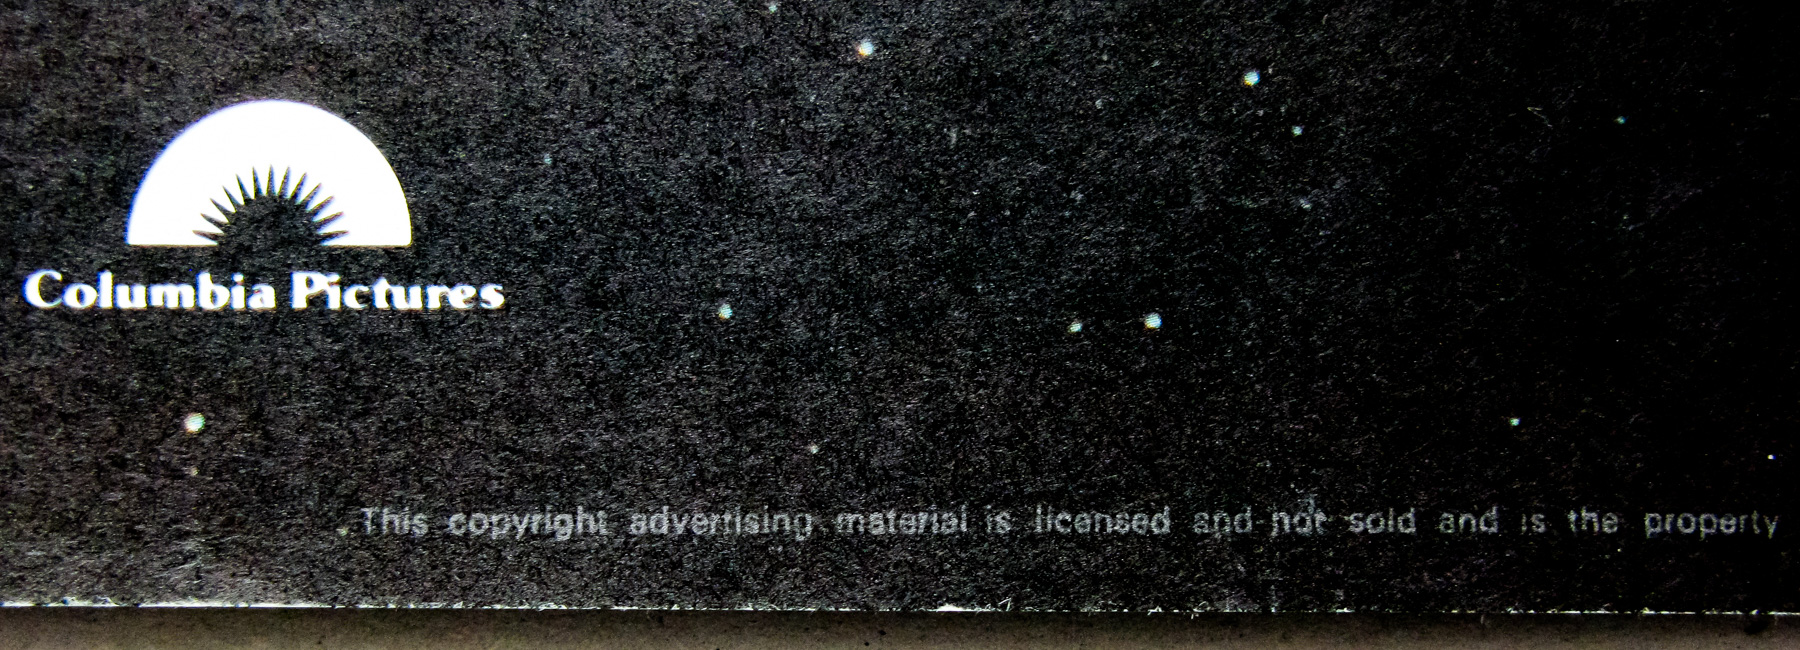 Columbia Pictures
This copyright advertising material is licensed and not sold and is the property